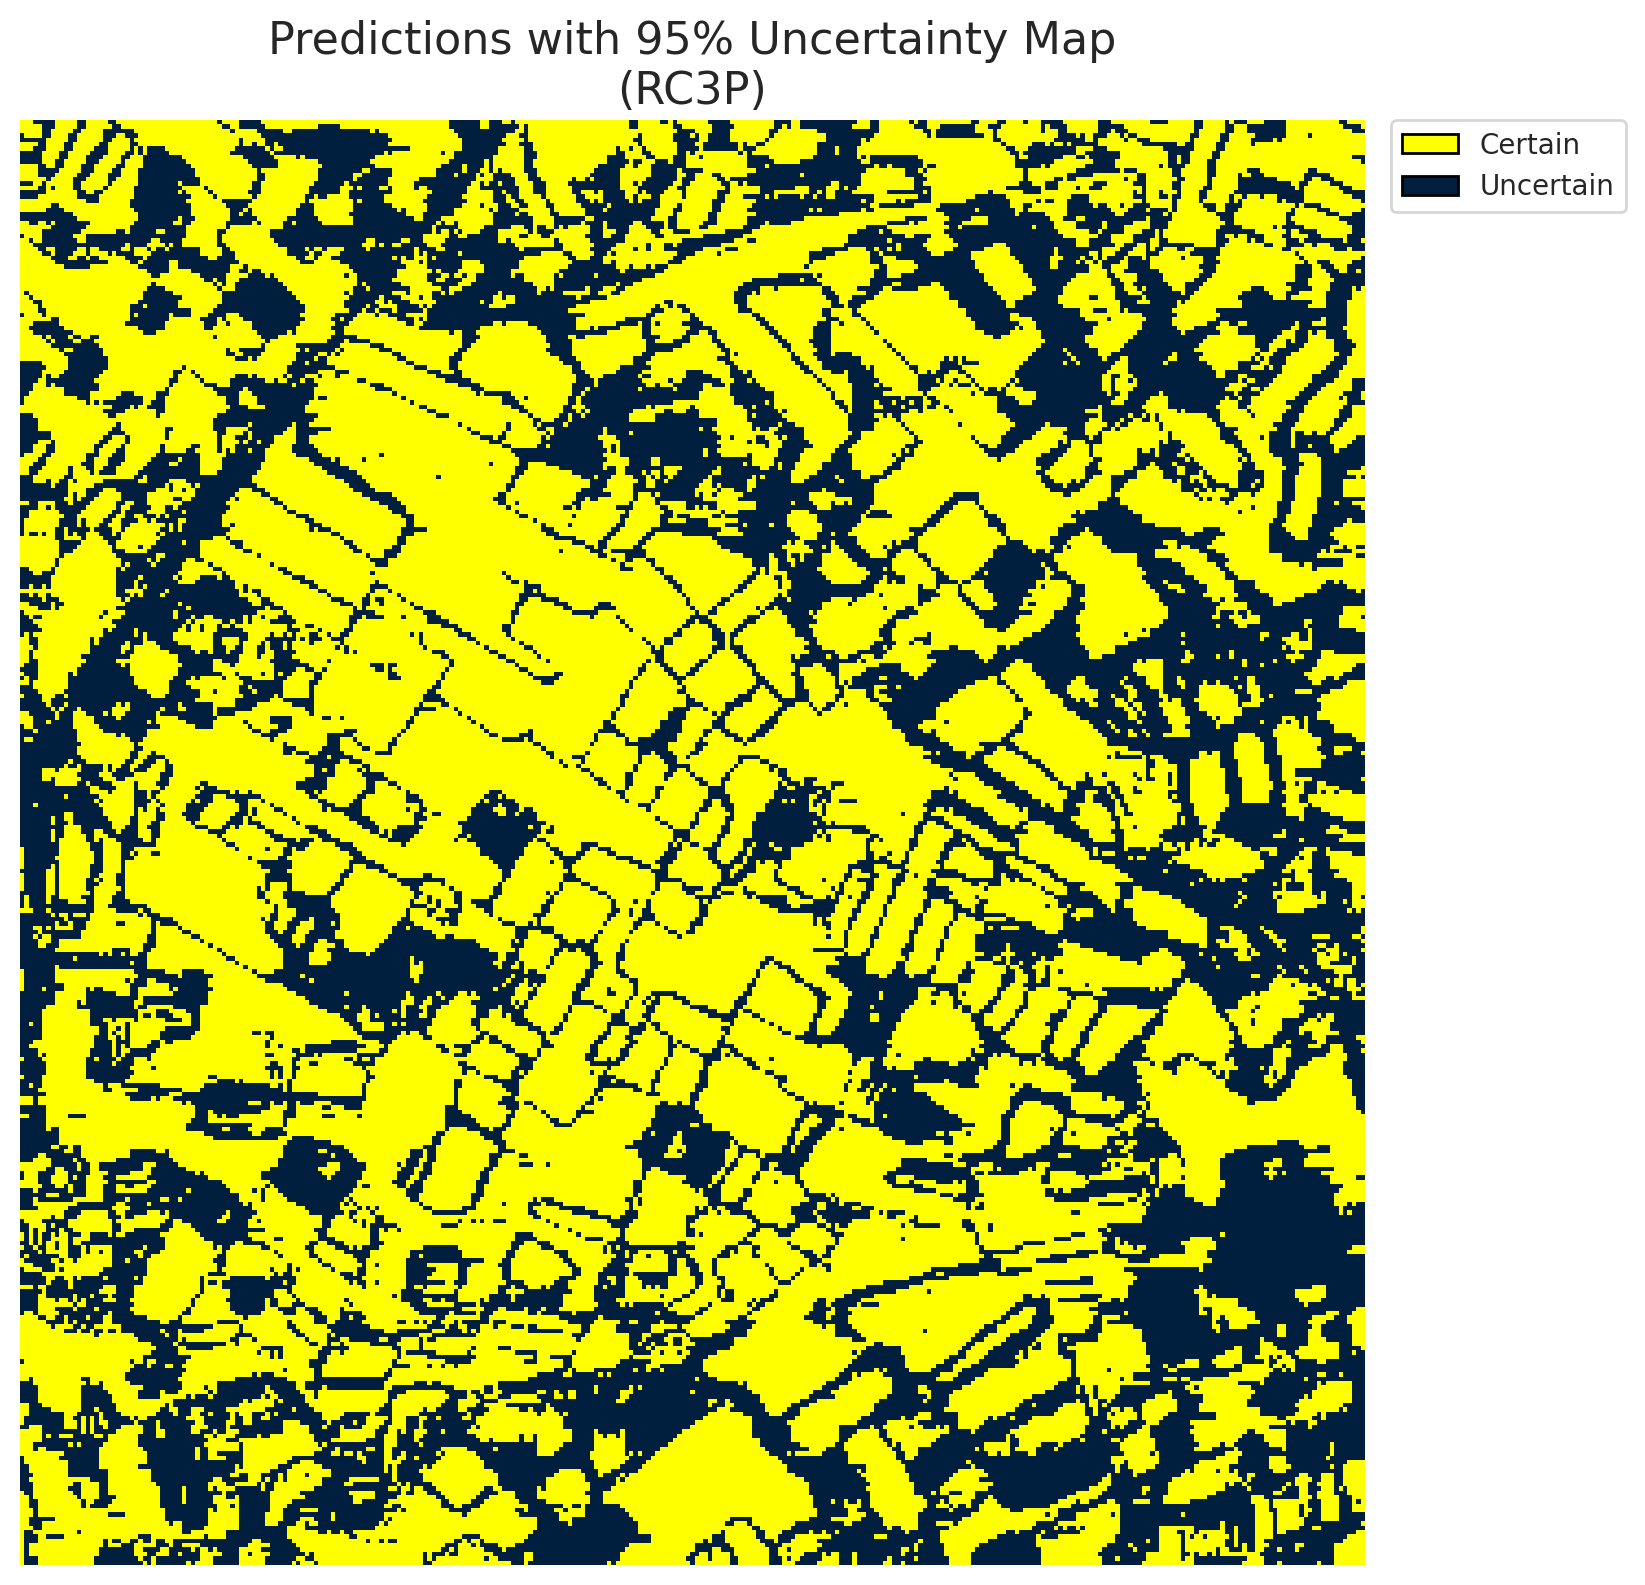 Predictions with 95% Uncertainty Map
(RC3P)
Certain
Uncertain